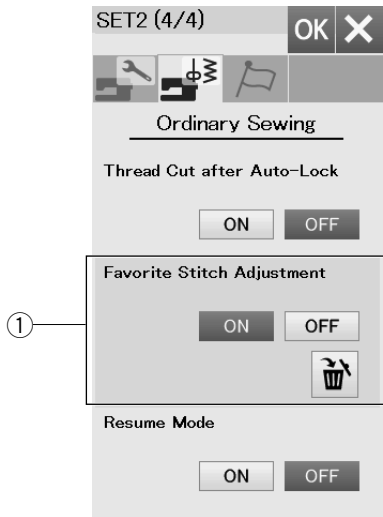 SET2 (4/4)
OK
Ordinary Sewing
Thread Cut after Auto-Lock
ON OFF
Favorite Stitch Adjustment
1
ON OFF
Resume Mode
ON OFF